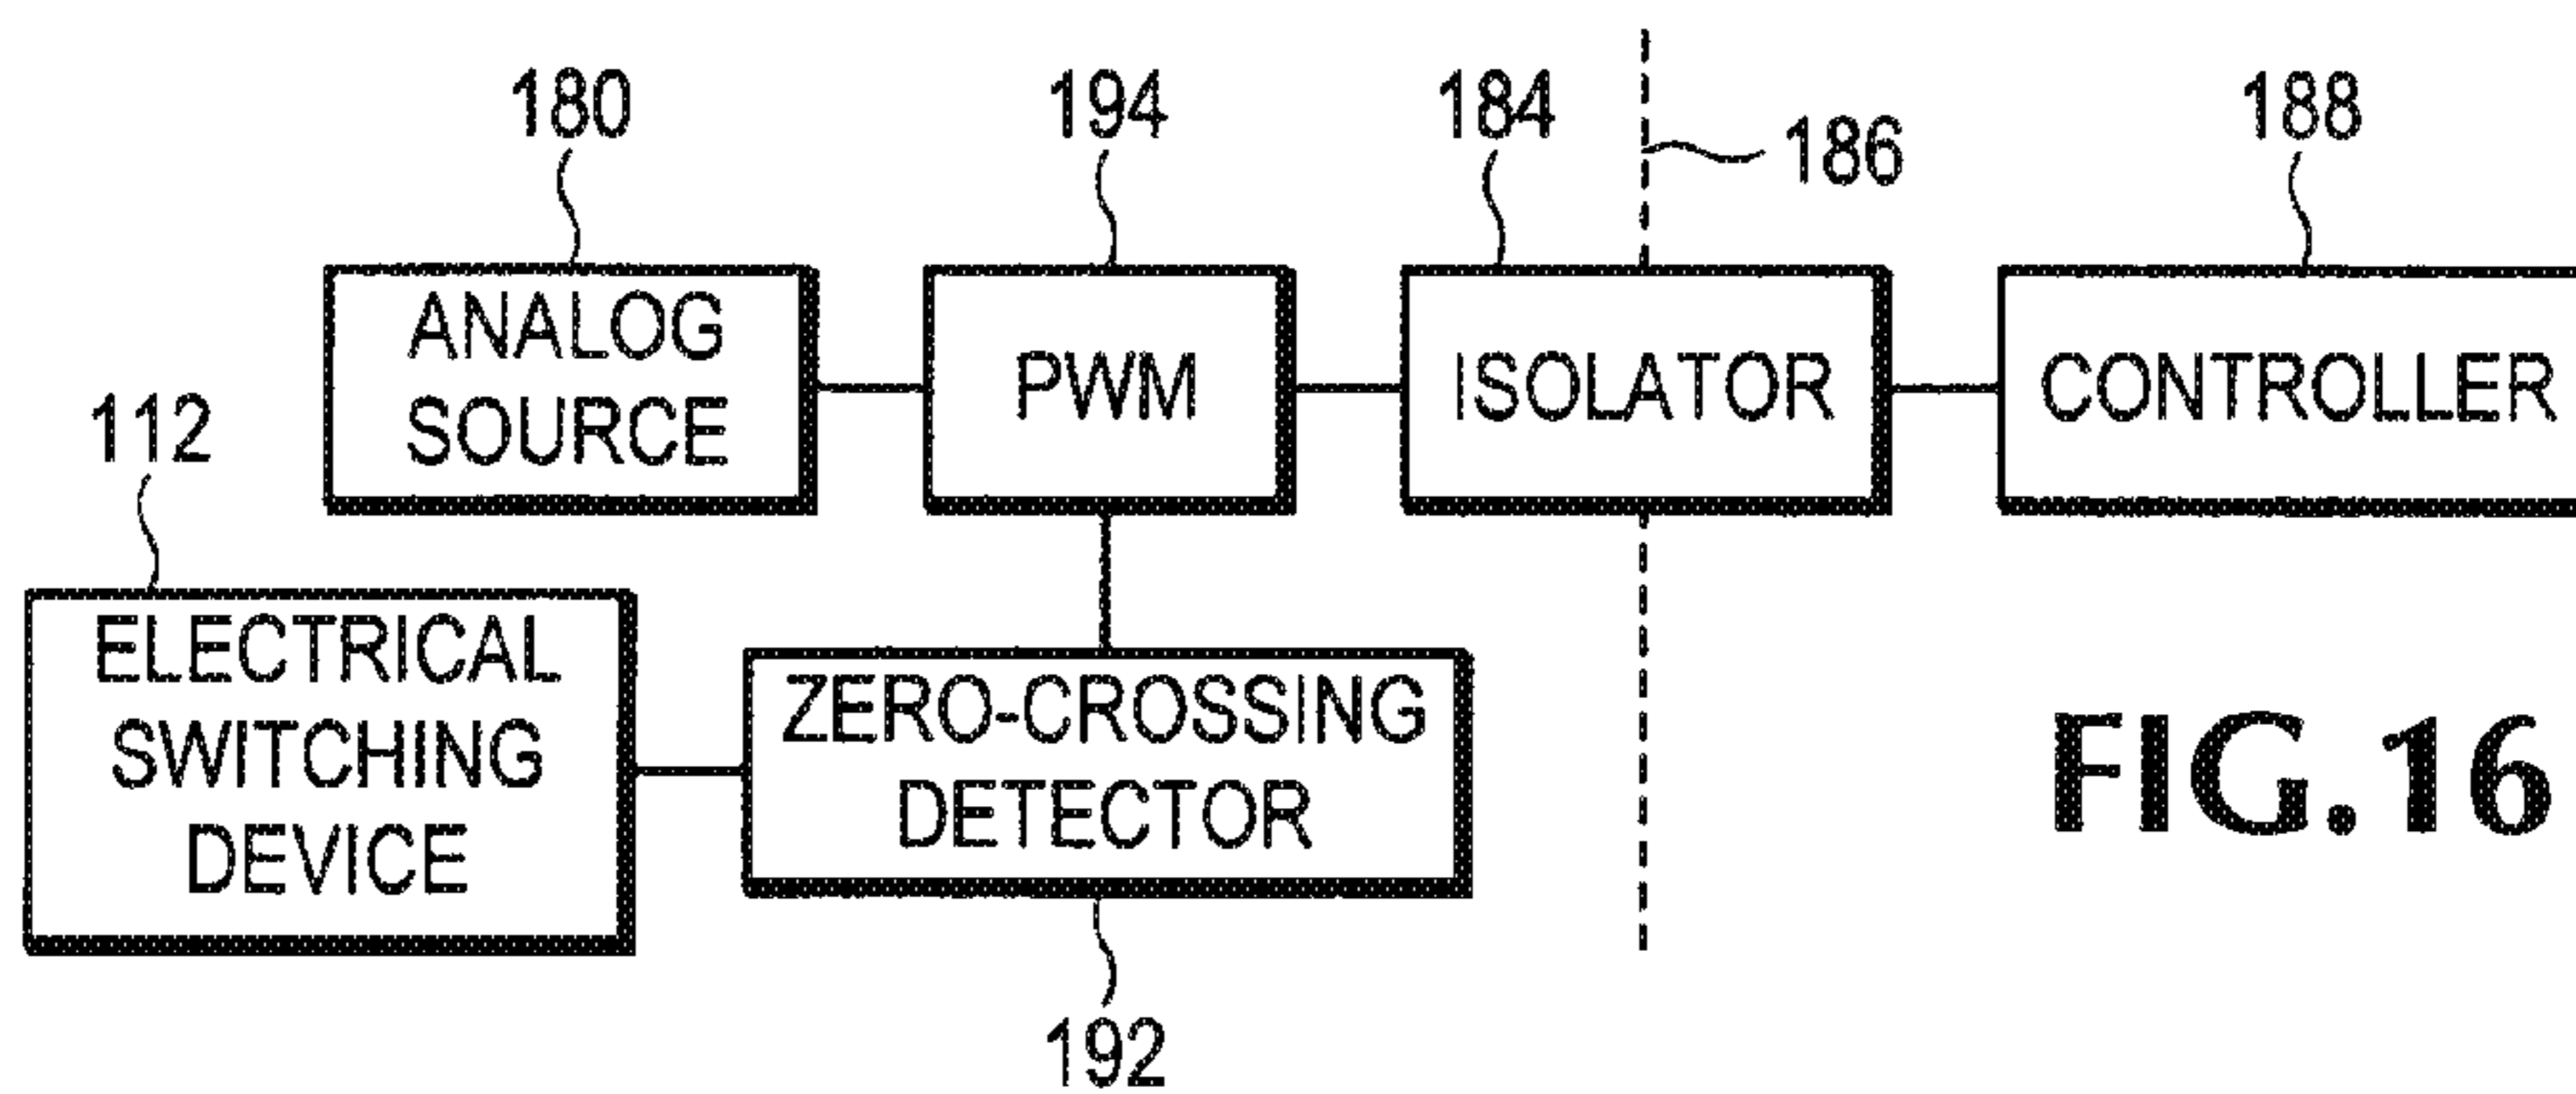 180
194
184
186
188
ANALOG
SOURCE
PWM
ISOLATOR
CONTROLLER
112
ELECTRICAL
SWITCHING
DEVICE
ZERO-CROSSING
DETECTOR
192
FIG.16